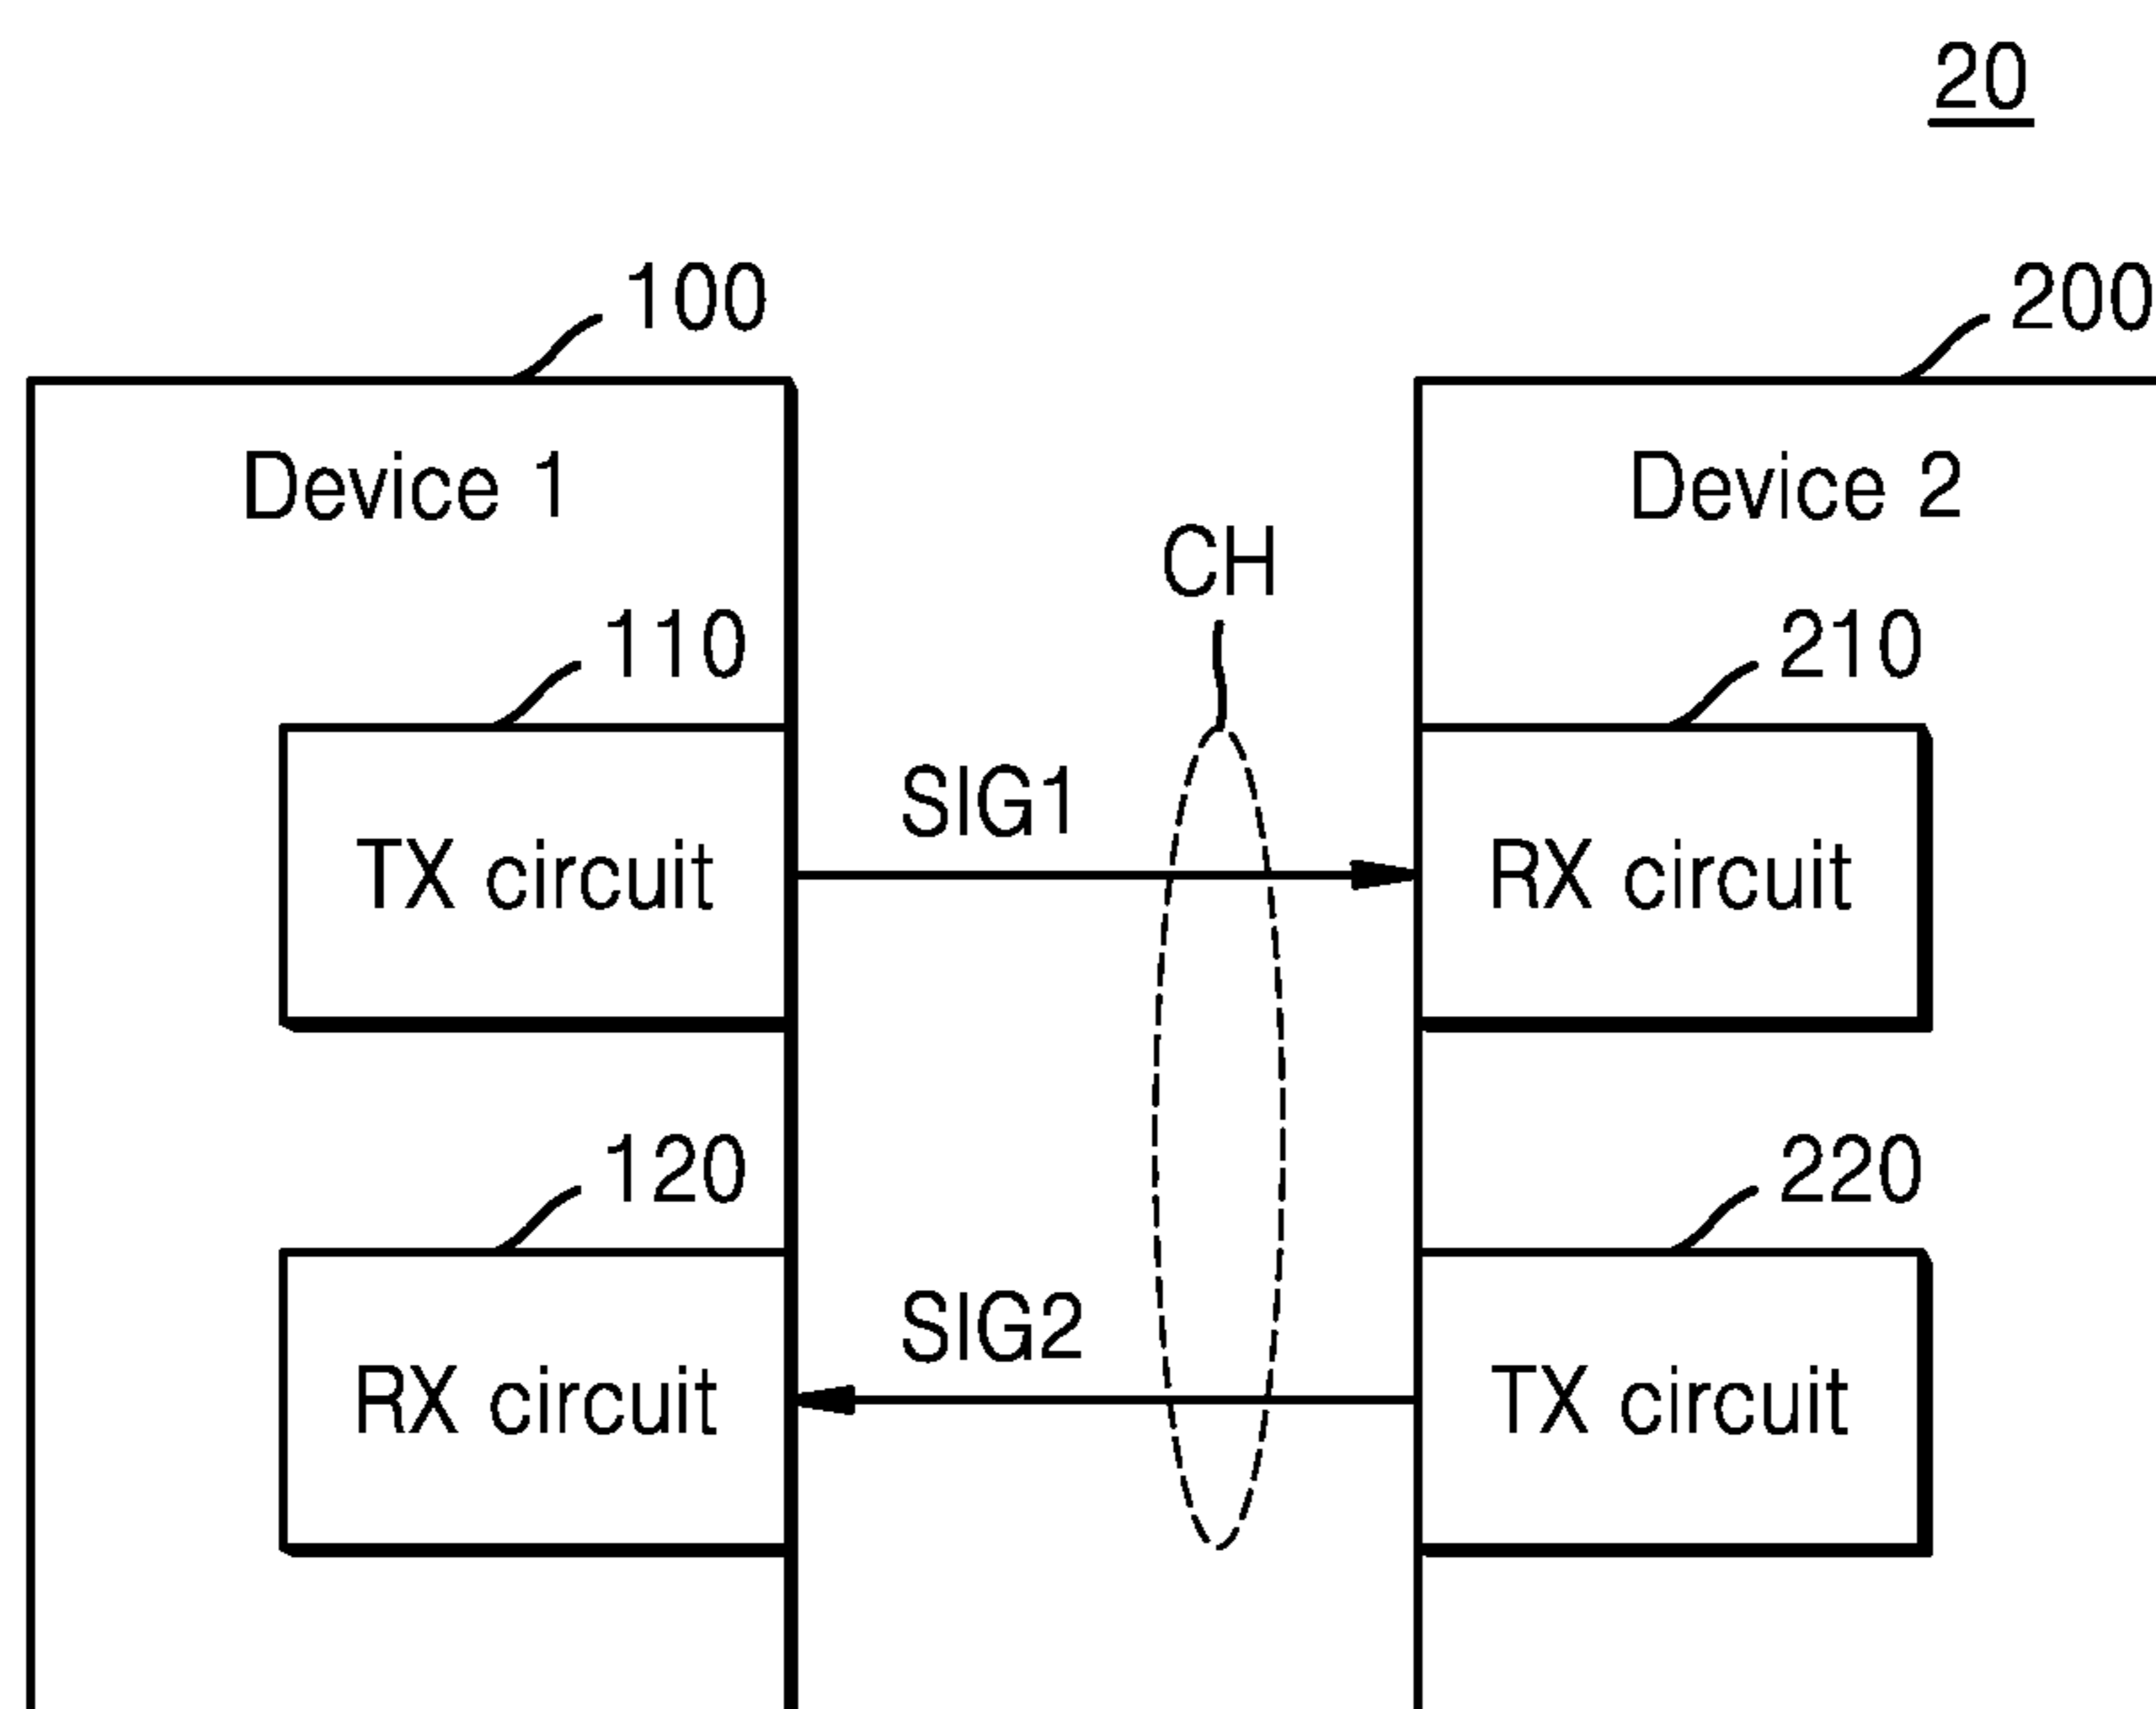 20
100
200
Device 1
Device 2
CH
110
210
SIG1
TX circuit
RX circuit
120
220
SIG2
RX circuit
TX circuit